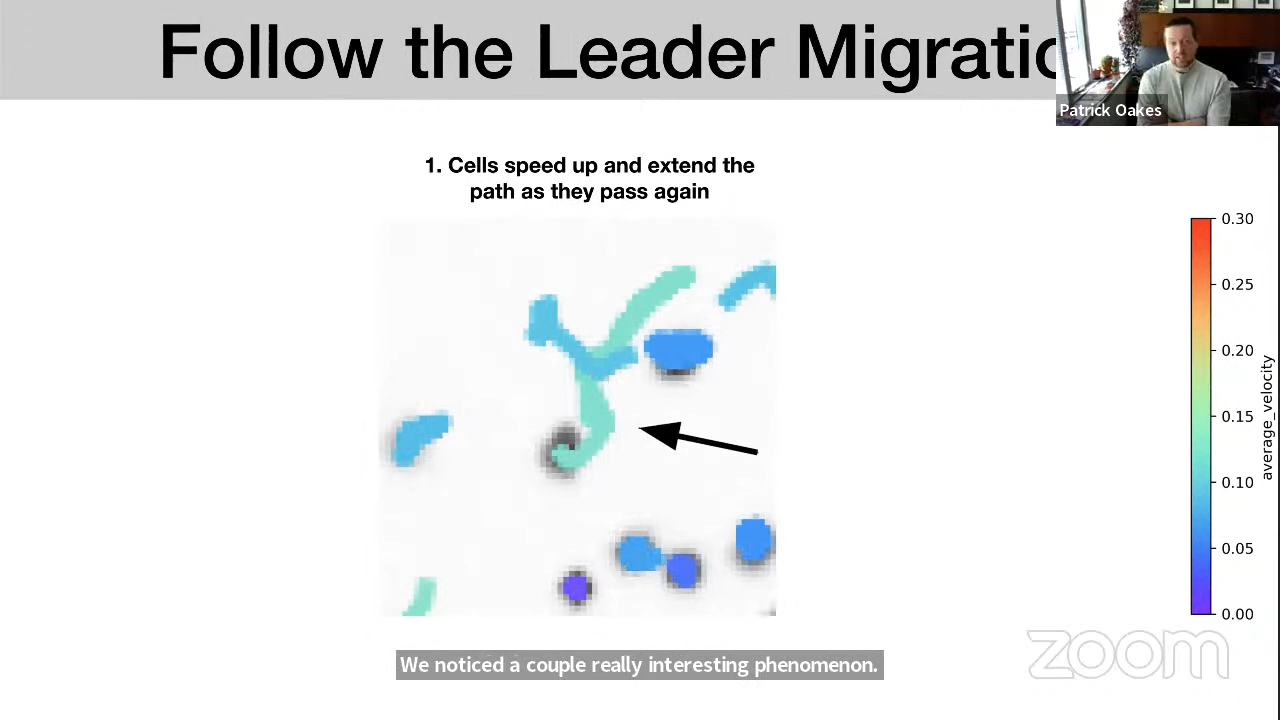 Follow the Leader Migratio
Patrick Oakes
1. Cells speed up and extend the
path as they pass again
0.30
0.25
0.20
0.15
0.10
0.05
0.00
average_velocity
We noticed a couple really interesting phenomenon.
zoom